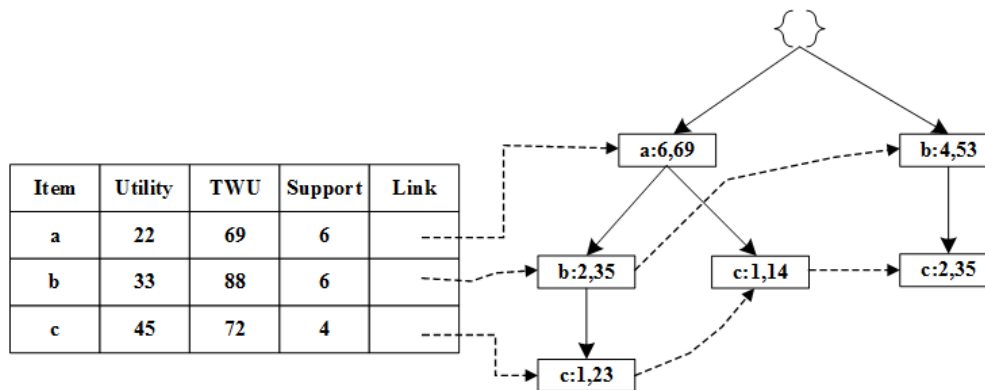 { }
a:6,69 b:4,53
Item Utility TWU Support Link
a 22 69 6
b 33 88 6
c 45 72 4
b:2,35 c:1,14 c:2,35
c:1,23